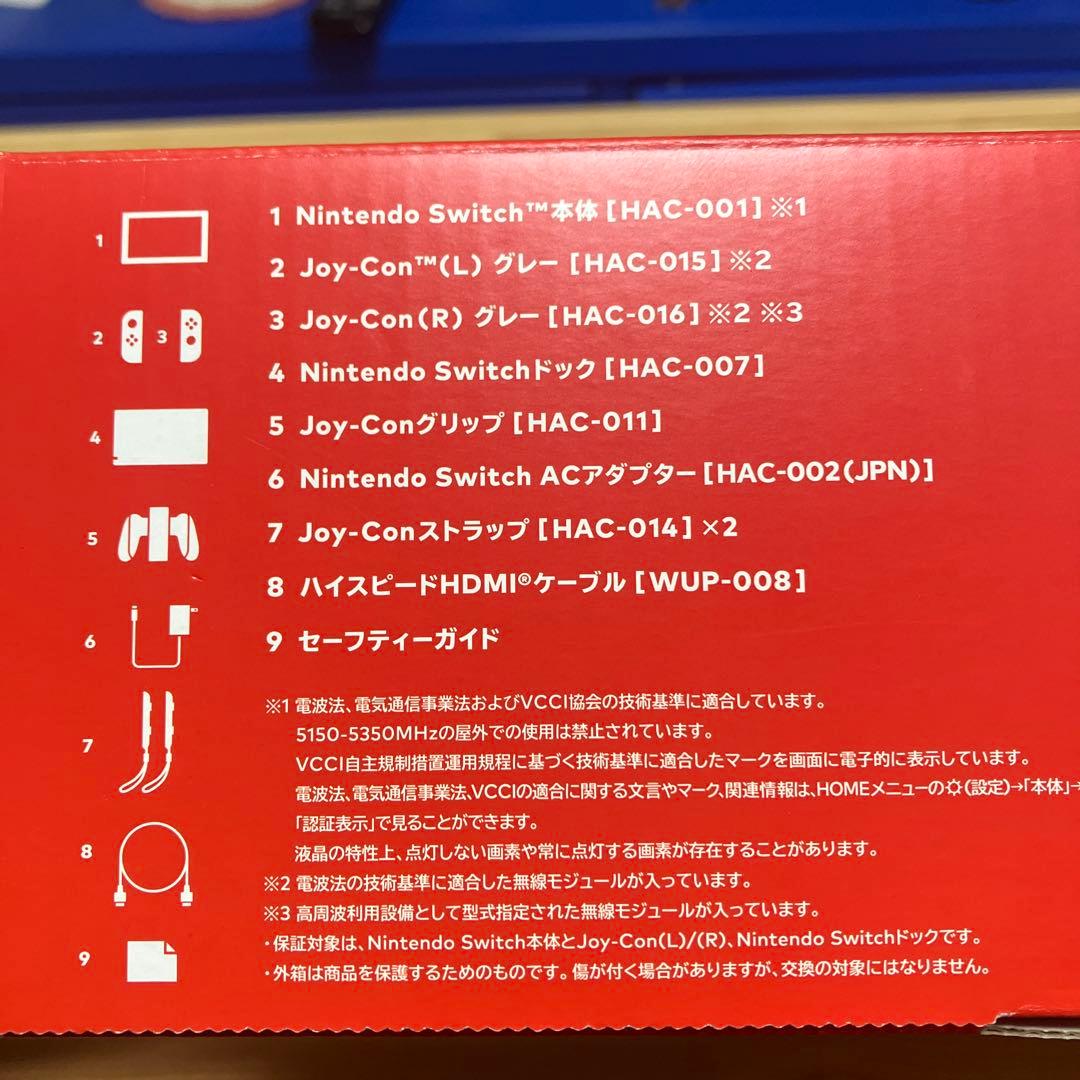 1 Nintendo Switch™本体 [HAC-001] ※1
2 Joy-Con™(L) グレー [HAC-015] ※2
3 Joy-Con(R) グレー [HAC-016] ※2 ※3
4 Nintendo Switchドック [HAC-007]
5 Joy-Conグリップ [HAC-011]
6 Nintendo Switch ACアダプター [HAC-002(JPN)]
7 Joy-Conストラップ [HAC-014] ×2
8 ハイスピードHDMI®ケーブル [WUP-008]
9 セーフティーガイド
1
2
3
4
5
6
7
8
9
※1 電波法、電気通信事業法およびVCCI協会の技術基準に適合しています。
5150-5350MHzの屋外での使用は禁止されています。
VCCI自主規制措置運用規程に基づく技術基準に適合したマークを画面に電子的に表示しています。
電波法、電気通信事業法、VCCIの適合に関する文言やマーク、関連情報は、HOMEメニューの☼(設定)→「本体」→
「認証表示」で見ることができます。
液晶の特性上、点灯しない画素や常に点灯する画素が存在することがあります。
※2 電波法の技術基準に適合した無線モジュールが入っています。
※3 高周波利用設備として型式指定された無線モジュールが入っています。
・保証対象は、Nintendo Switch本体とJoy-Con(L)/(R)、Nintendo Switchドックです。
・外箱は商品を保護するためのものです。傷が付く場合がありますが、交換の対象にはなりません。